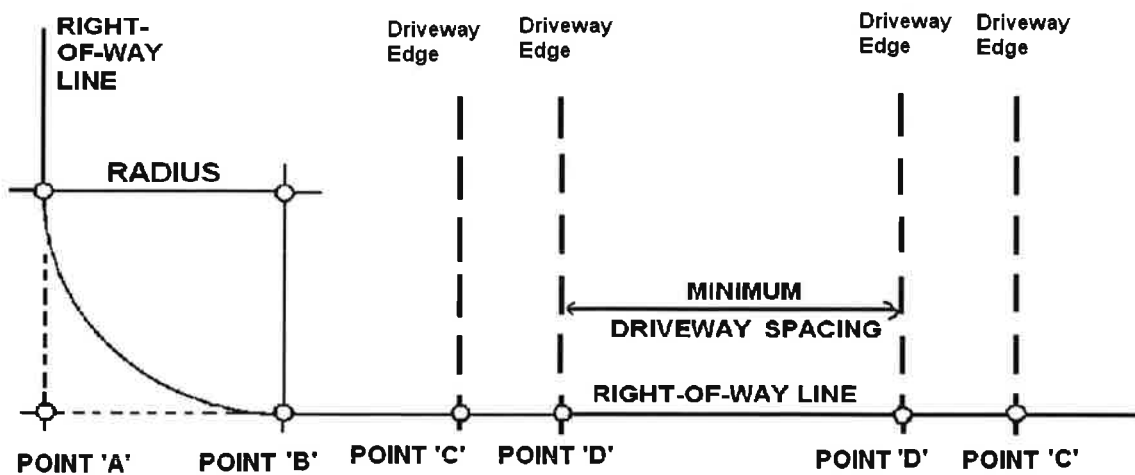 RIGHT-
OF-WAY
LINE
Driveway
Edge
Driveway
Edge
Driveway
Edge
Driveway
Edge
RADIUS
MINIMUM
DRIVEWAY SPACING
RIGHT-OF-WAY LINE
POINT 'A'
POINT 'B'
POINT 'C'
POINT 'D'
POINT 'D'
POINT 'C'